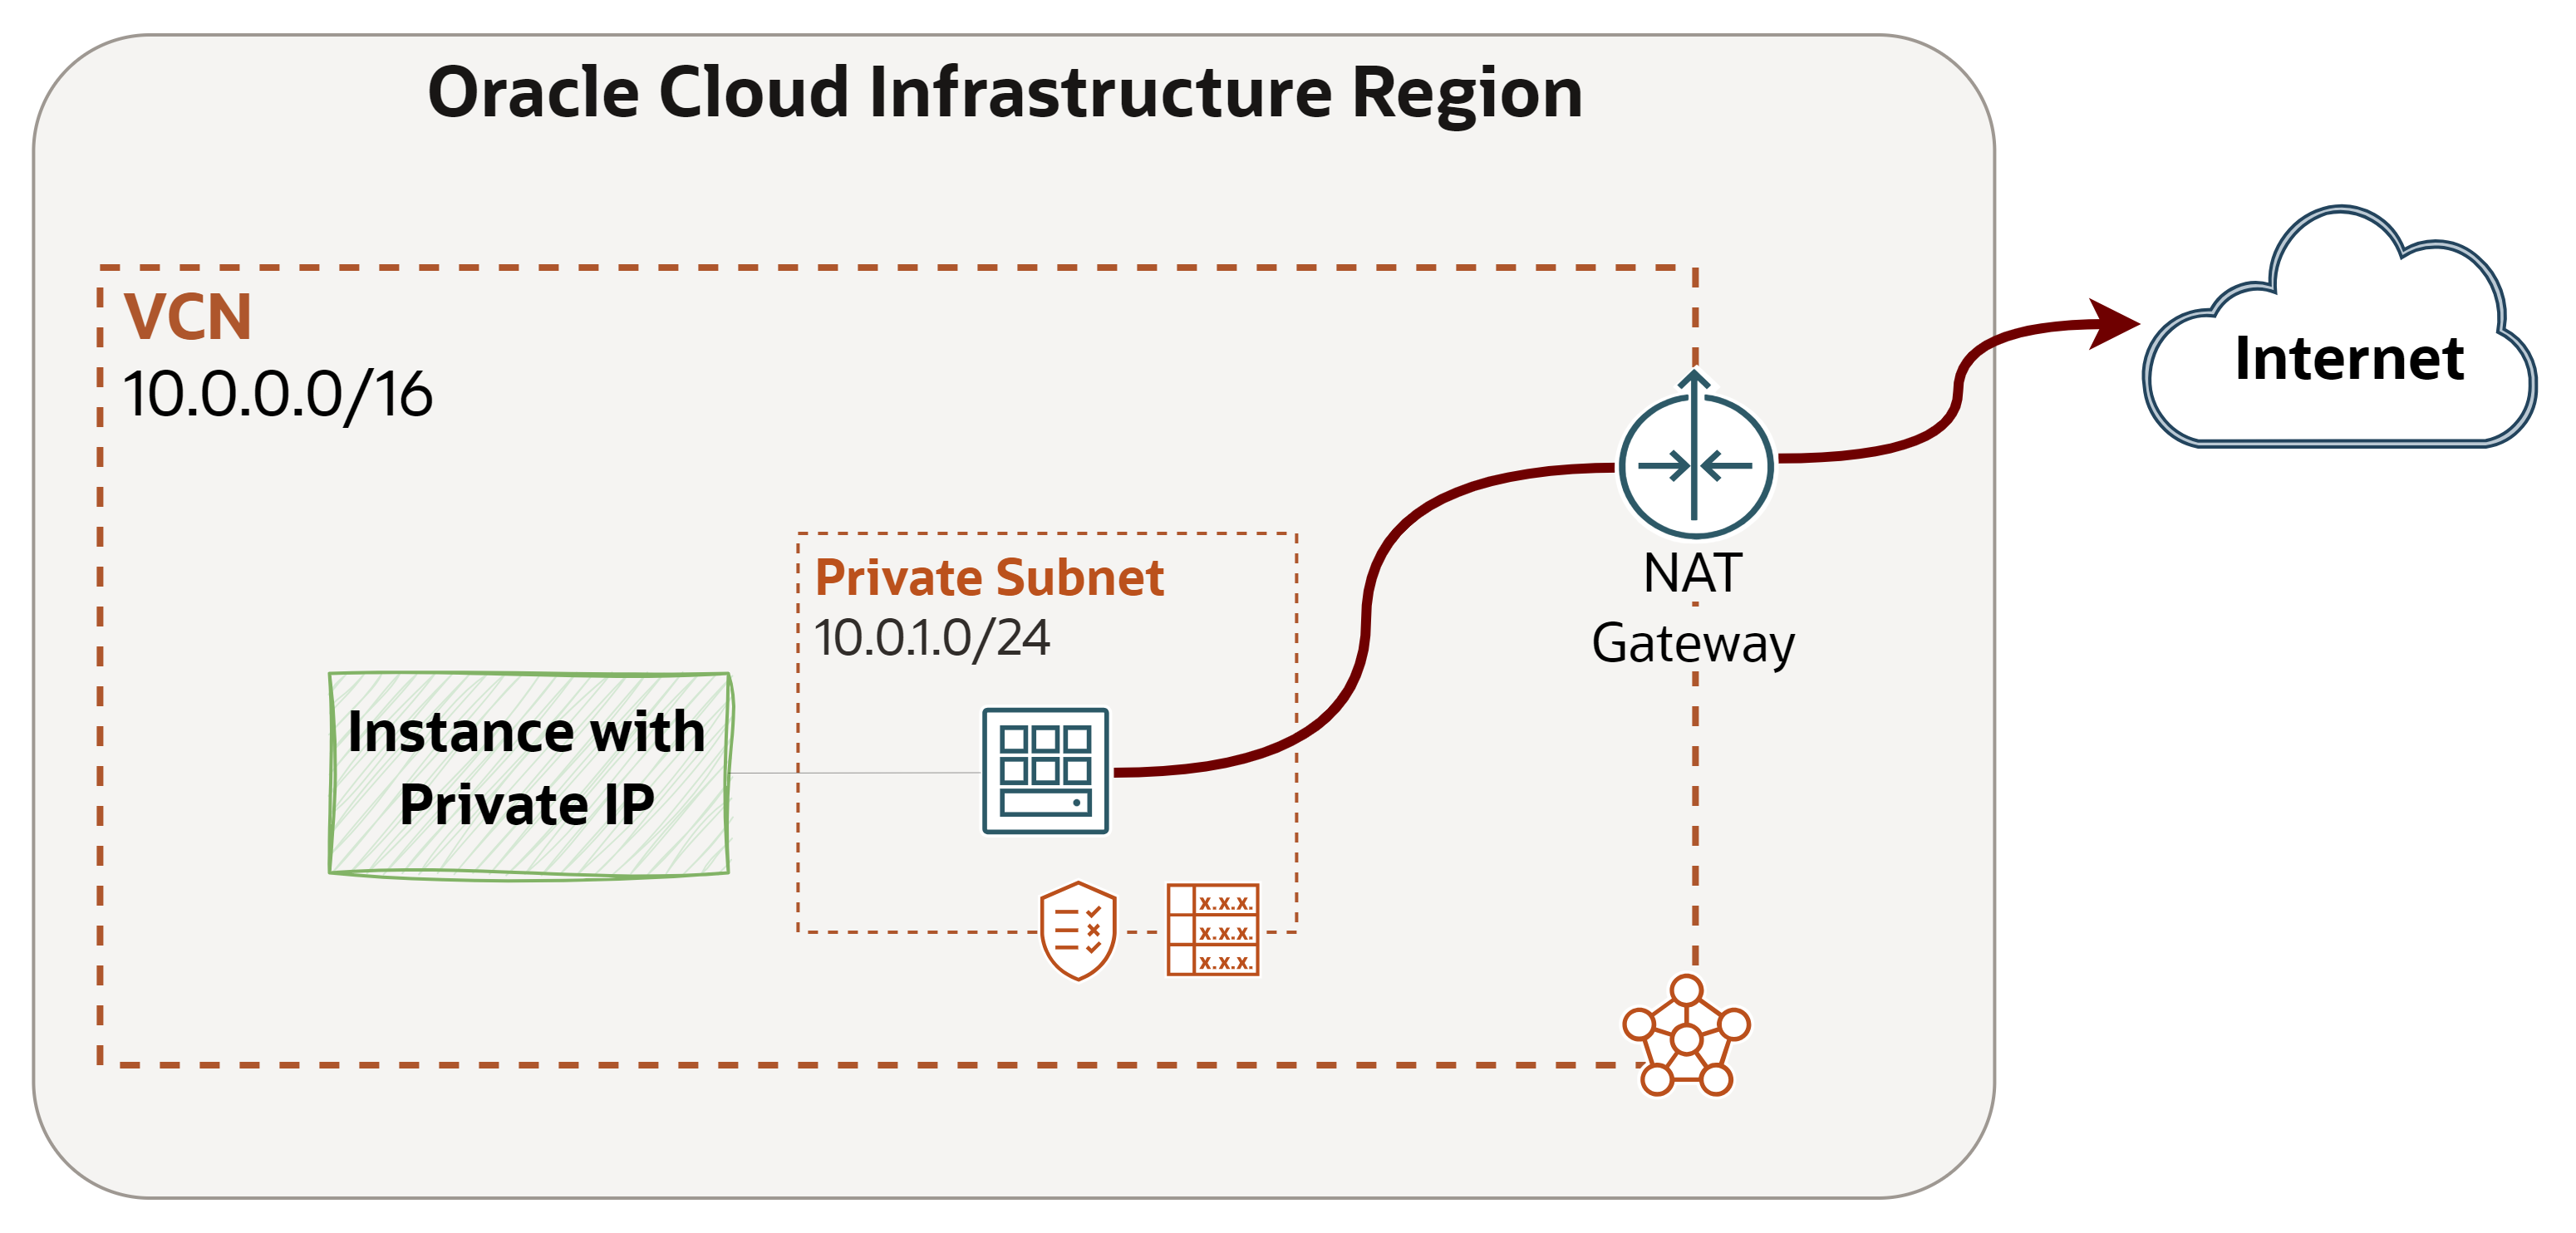 Oracle Cloud Infrastructure Region
VCN
10.0.0.0/16
Internet
NAT
Gateway
Private Subnet
10.0.1.0/24
Instance with
Private IP
x.x.x.
x.x.x.
x.x.x.